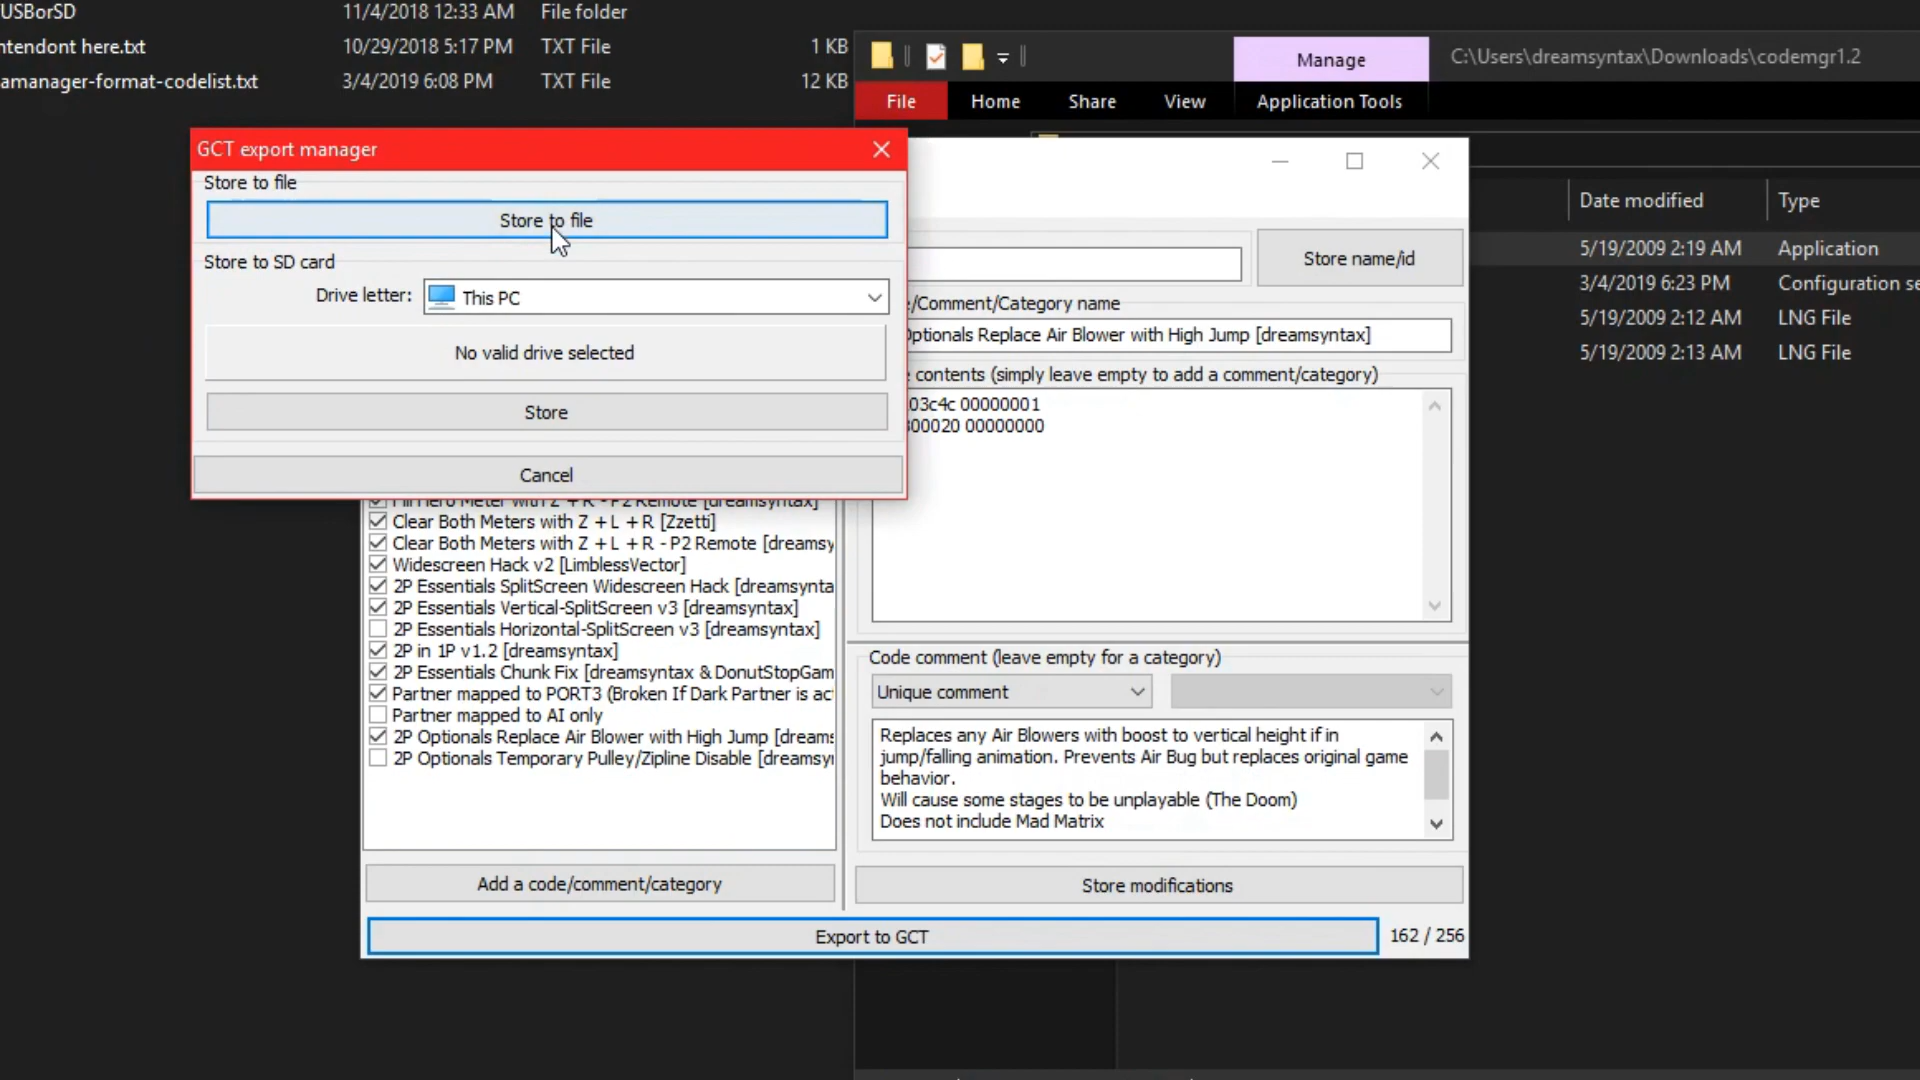 USBorSD 11/4/2018 12:33 AM File folder
ntendont here.txt 10/29/2018 5:17 PM TXT File 1 KB
amanager-format-codelist.txt 3/4/2019 6:08 PM TXT File 12 KB
Manage C:\Users\dreamsyntax\Downloads\codemgr1.2
File Home Share View Application Tools
GCT export manager
Store to file
Store to file
Store to SD card
Drive letter: This PC
No valid drive selected
Store
Cancel
Date modified Type
5/19/2009 2:19 AM Application
3/4/2019 6:23 PM Configuration se
5/19/2009 2:12 AM LNG File
5/19/2009 2:13 AM LNG File
Store name/id
e/Comment/Category name
Optionals Replace Air Blower with High Jump [dreamsyntax]
e contents (simply leave empty to add a comment/category)
03c4c 00000001
00020 00000000
Fill Hero Meter with Z + R - P2 Remote [dreamsyntax]
Clear Both Meters with Z + L + R [Zzetti]
Clear Both Meters with Z + L + R - P2 Remote [dreamsy
Widescreen Hack v2 [LimblessVector]
2P Essentials SplitScreen Widescreen Hack [dreamsynta
2P Essentials Vertical-SplitScreen v3 [dreamsyntax]
2P Essentials Horizontal-SplitScreen v3 [dreamsyntax]
2P in 1P v1.2 [dreamsyntax]
2P Essentials Chunk Fix [dreamsyntax & DonutStopGam
Partner mapped to PORT3 (Broken If Dark Partner is ac
Partner mapped to AI only
2P Optionals Replace Air Blower with High Jump [dreams
2P Optionals Temporary Pulley/Zipline Disable [dreamsy
Code comment (leave empty for a category)
Unique comment
Replaces any Air Blowers with boost to vertical height if in
jump/falling animation. Prevents Air Bug but replaces original game
behavior.
Will cause some stages to be unplayable (The Doom)
Does not include Mad Matrix
Add a code/comment/category
Store modifications
Export to GCT 162 / 256